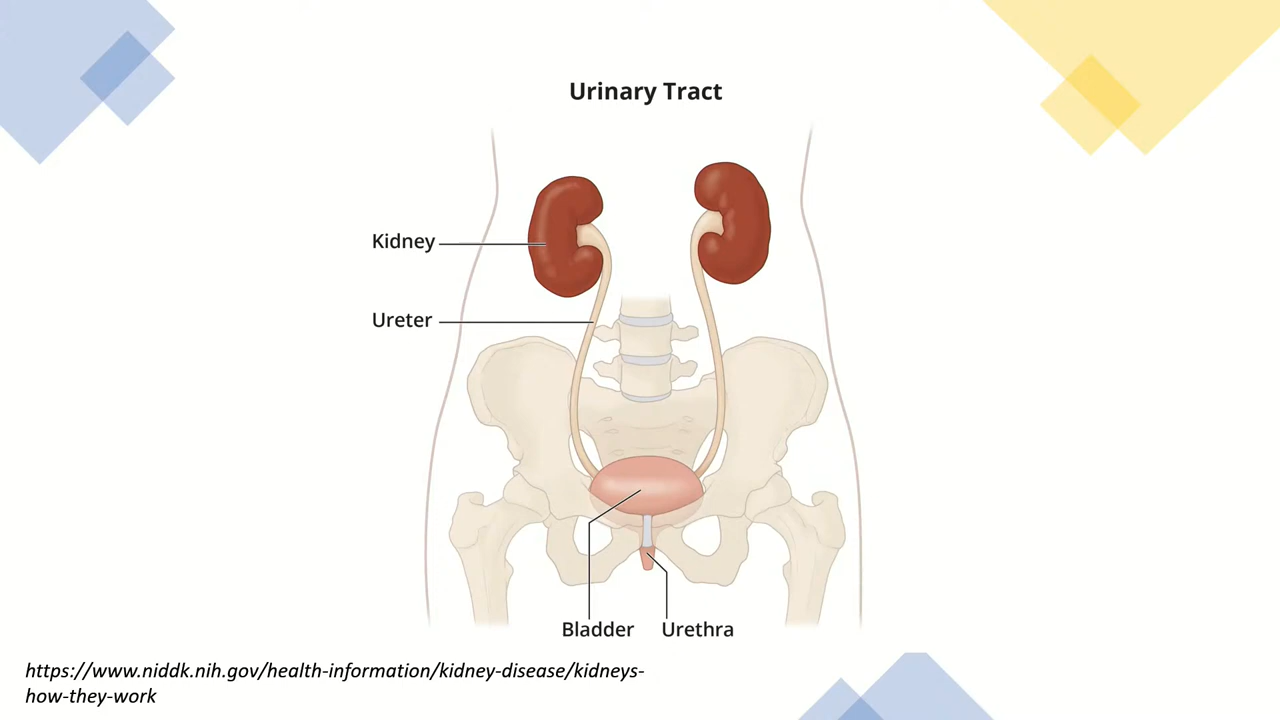 Urinary Tract
Kidney
Ureter
Bladder
Urethra
https://www.niddk.nih.gov/health-information/kidney-disease/kidneys-
how-they-work